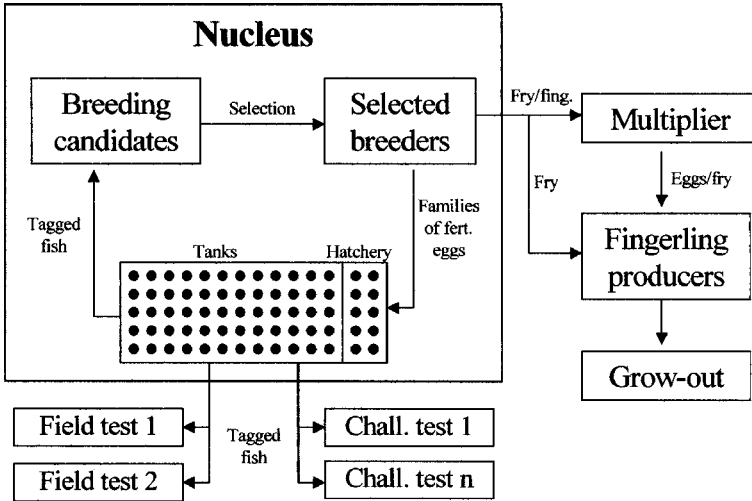 Nucleus
Breeding
candidates
Selection
Selected
breeders
Fry/fing.
Multiplier
Fry
Eggs/fry
Tagged
fish
Families
of fert.
eggs
Tanks
Hatchery
Fingerling
producers
Grow-out
Field test 1
Field test 2
Tagged
fish
Chall. test 1
Chall. test n